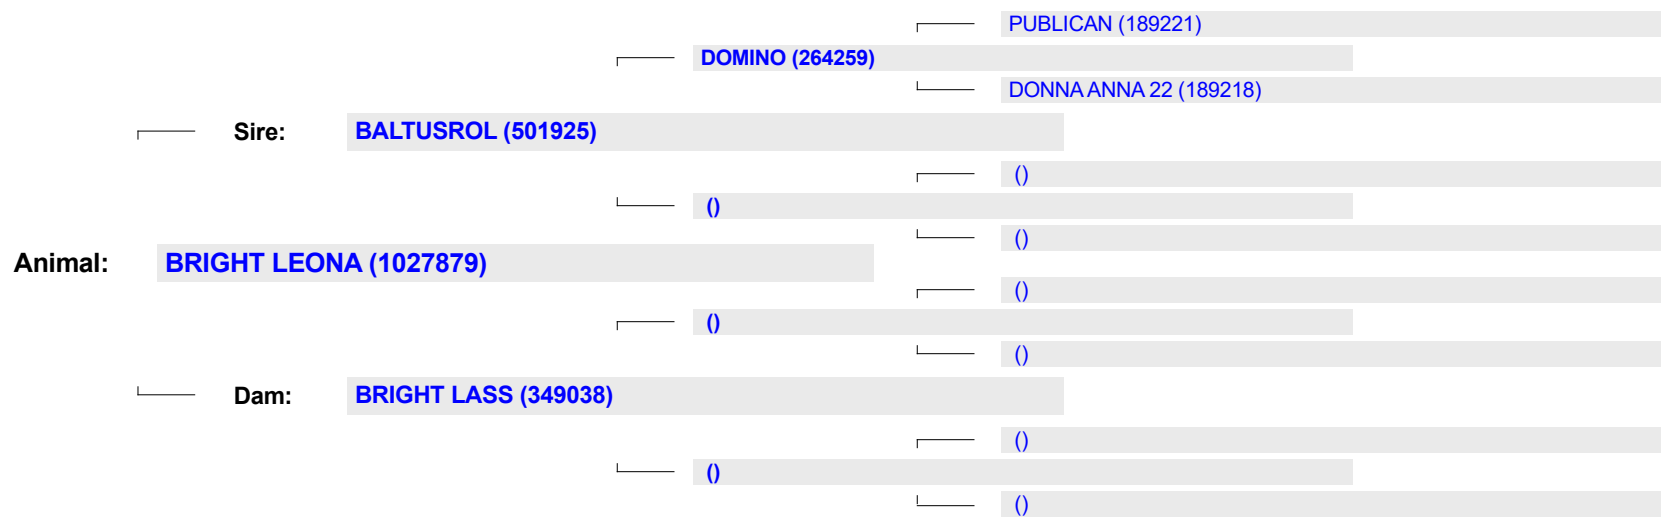 PUBLICAN (189221)
DOMINO (264259)
DONNA ANNA 22 (189218)
Sire: BALTUSROL (501925)
()
()
()
Animal: BRIGHT LEONA (1027879)
()
()
()
Dam: BRIGHT LASS (349038)
()
()
()